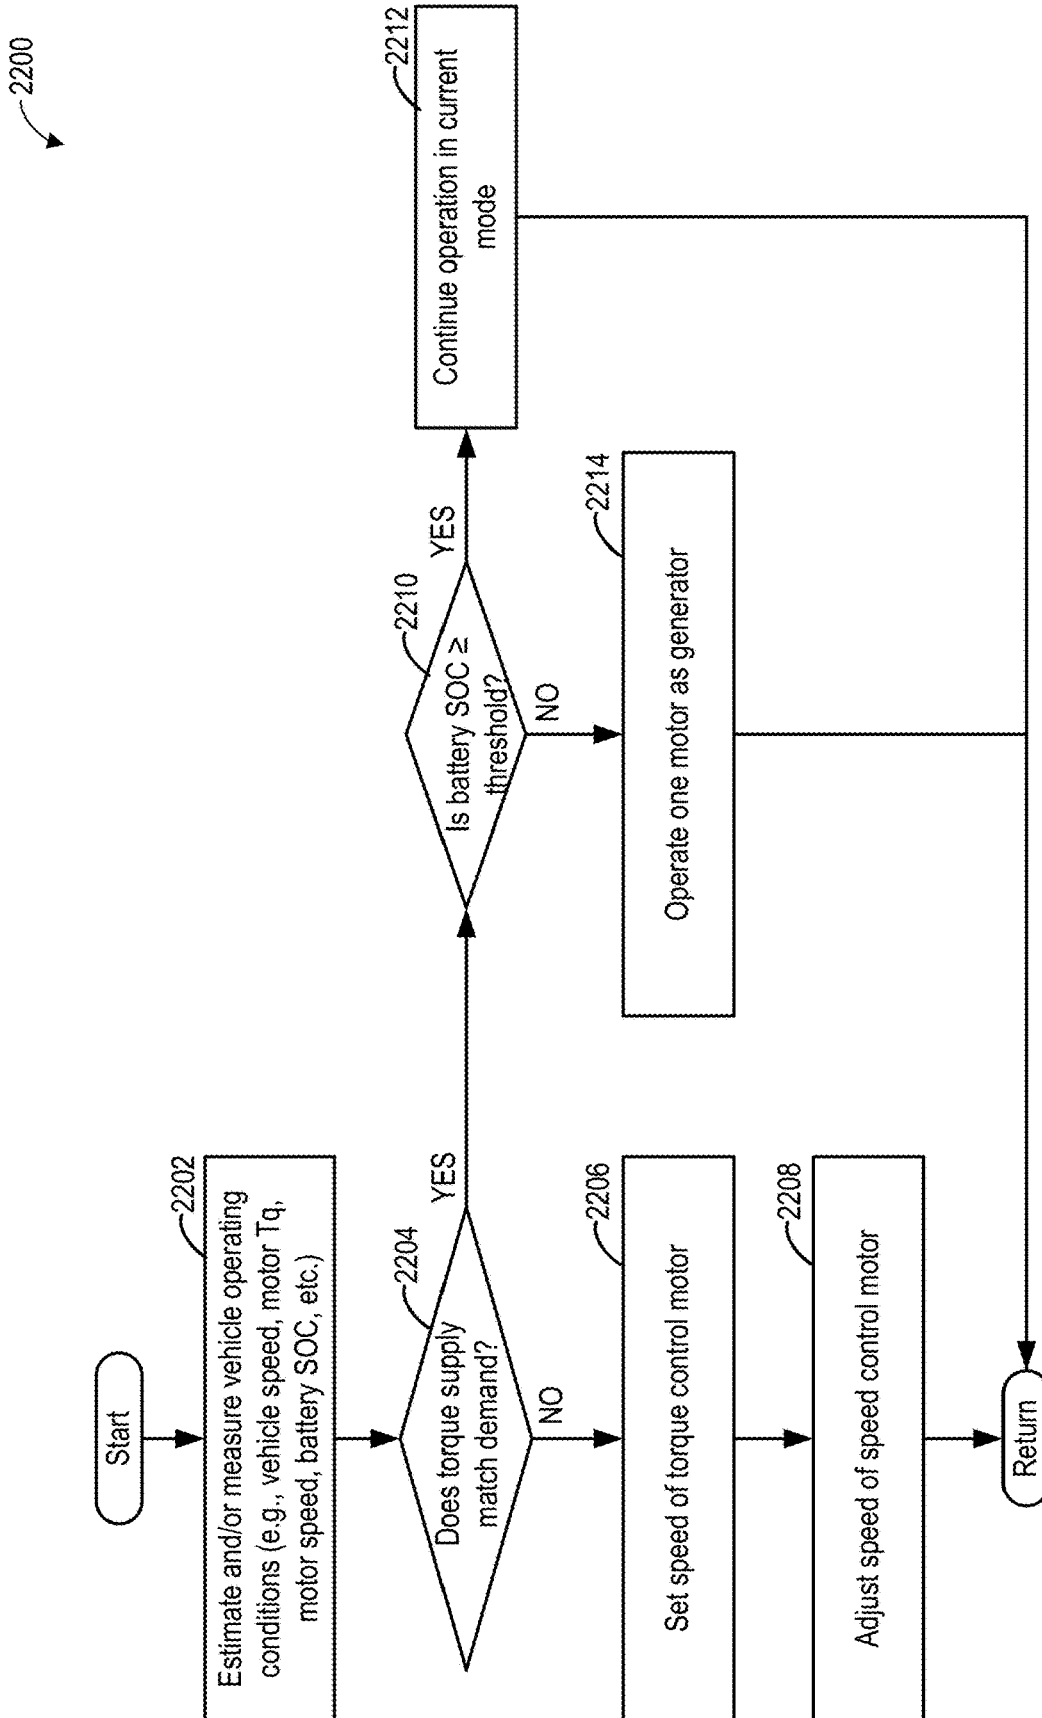 2200
Start
2202
Estimate and/or measure vehicle operating
conditions (e.g., vehicle speed, motor Tq,
motor speed, battery SOC, etc.)
2204
Does torque supply
match demand?
YES
NO
2210
Is battery SOC ≥
threshold?
YES
NO
2212
Continue operation in current
mode
2206
Set speed of torque control motor
2214
Operate one motor as generator
2208
Adjust speed of speed control motor
Return